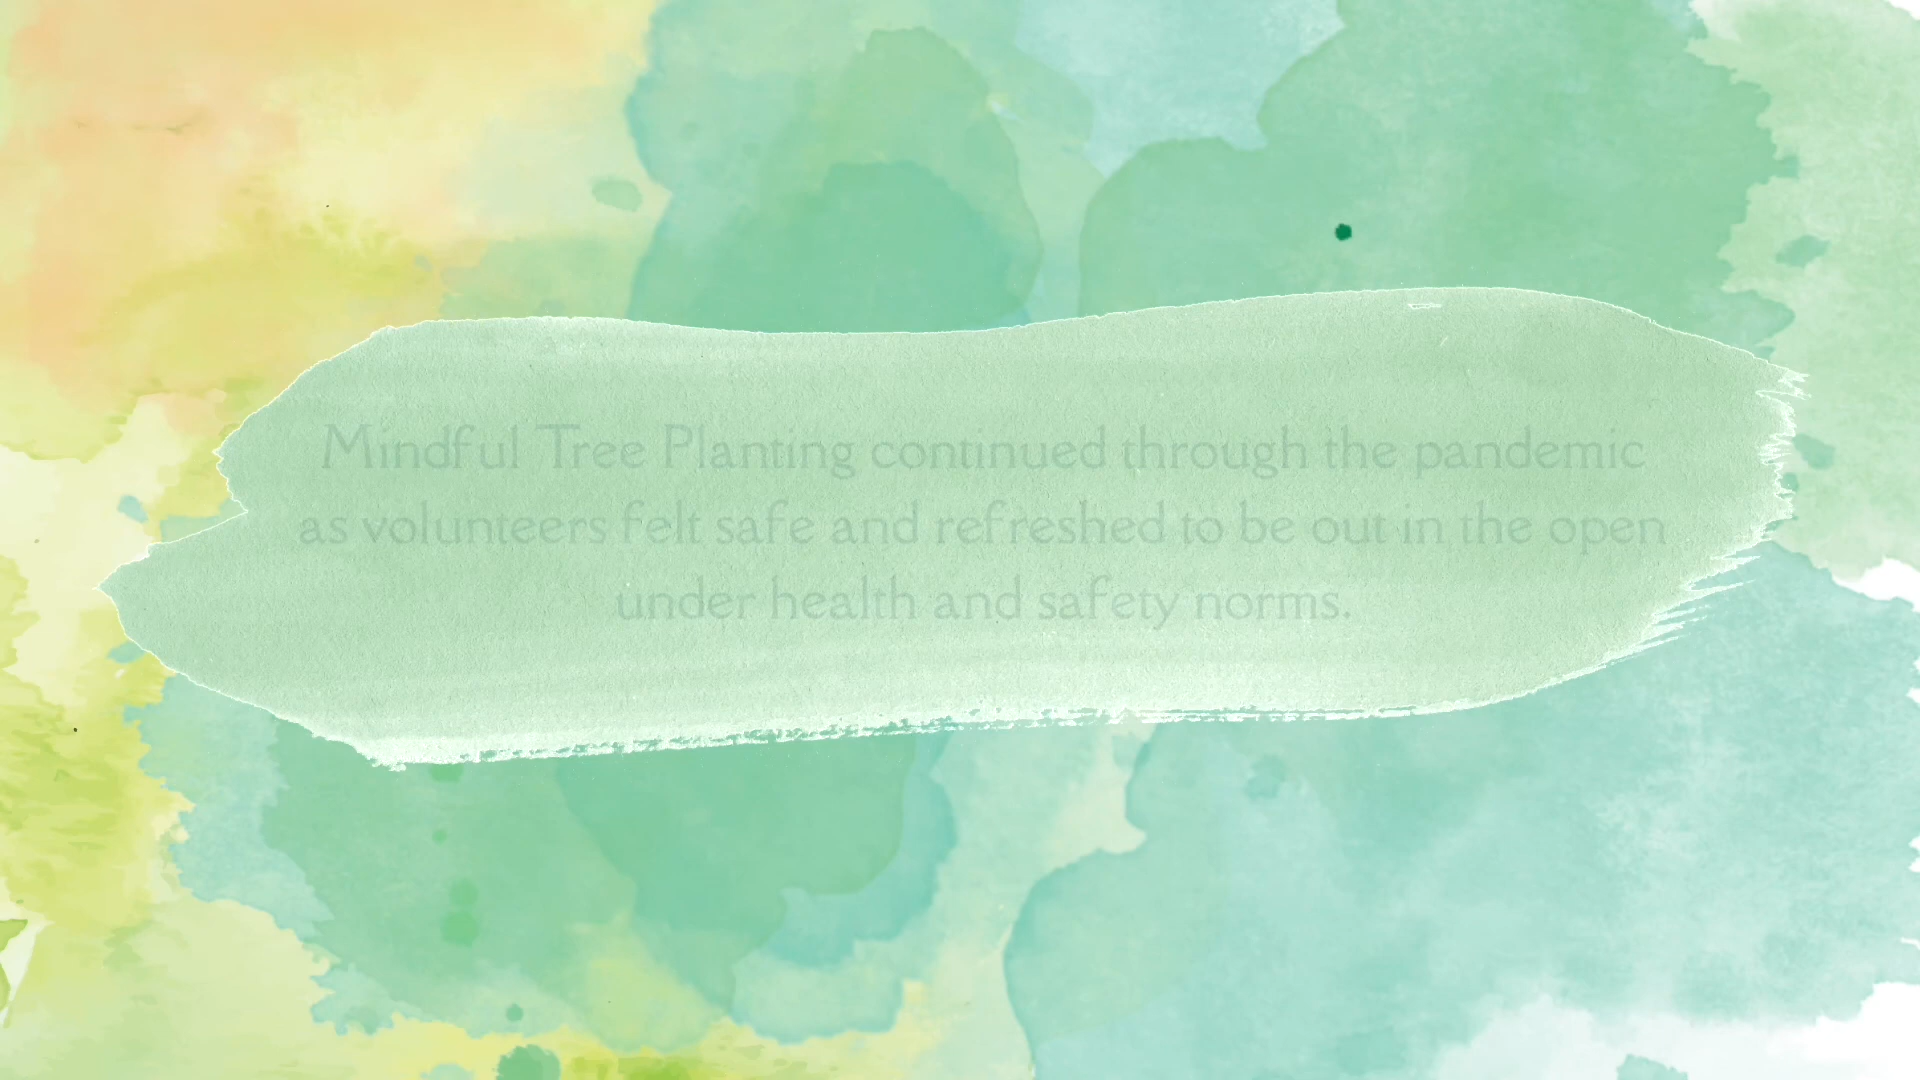 Mindful Tree Planting continued through the pandemic
as volunteers felt safe and refreshed to be out in the open
under health and safety norms.